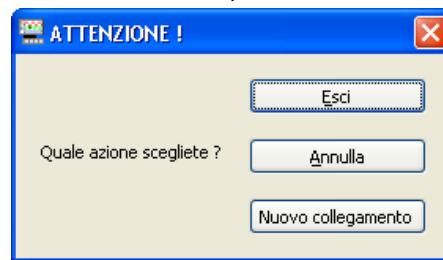 ATTENZIONE !
Esci
Quale azione scegliete ?
Annulla
Nuovo collegamento